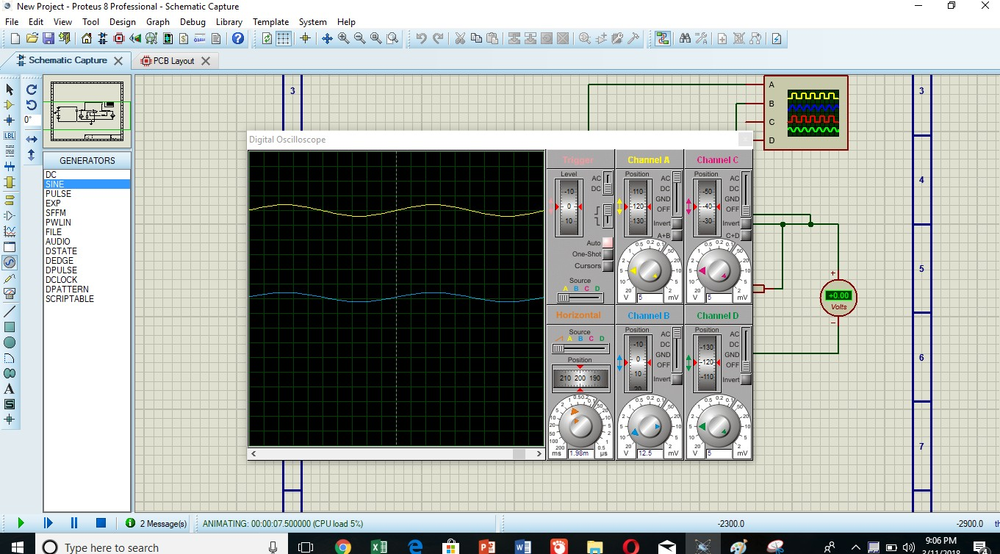 New Project - Proteus 8 Professional - Schematic Capture
File Edit View Tool Design Graph Debug Library Template System Help
Schematic Capture
PCB Layout
0°
LBL
GENERATORS
DC
SINE
PULSE
EXP
SFFM
PWLIN
FILE
AUDIO
DSTATE
DEDGE
DPULSE
DCLOCK
DPATTERN
SCRIPTABLE
3
3
4
5
6
7
A
B
C
D
+
+0.00
Volts
−
Digital Oscilloscope
Trigger
Level
-10
0
10
AC
DC
Auto
One-Shot
Cursors
Source
A B C D
Channel A
Position
-110
-120
-130
AC
DC
GND
OFF
Invert
A+B
20 10 5 2 1 0.5 0.2 0.1 50 20 10 5 2
V 5 mV
Channel C
Position
-50
-40
-30
AC
DC
GND
OFF
Invert
C+D
20 10 5 2 1 0.5 0.2 0.1 50 20 10 5 2
V 5 mV
Horizontal
Source
A B C D
Position
210 200 190
200 100 50 20 10 5 2 1 0.5 0.2 0.1 50 20 10 5 2 1 0.5
ms 1.98m µs
Channel B
Position
-10
0
10
20
AC
DC
GND
OFF
Invert
20 10 5 2 1 0.5 0.2 0.1 50 20 10 5 2
V 12.5 mV
Channel D
Position
-130
-120
-110
AC
DC
GND
OFF
Invert
20 10 5 2 1 0.5 0.2 0.1 50 20 10 5 2
V 5 mV
2 Message(s)
ANIMATING: 00:00:07.500000 (CPU load 5%)
-2300.0
-2900.0
th
Type here to search
9:06 PM
3/11/2018
4